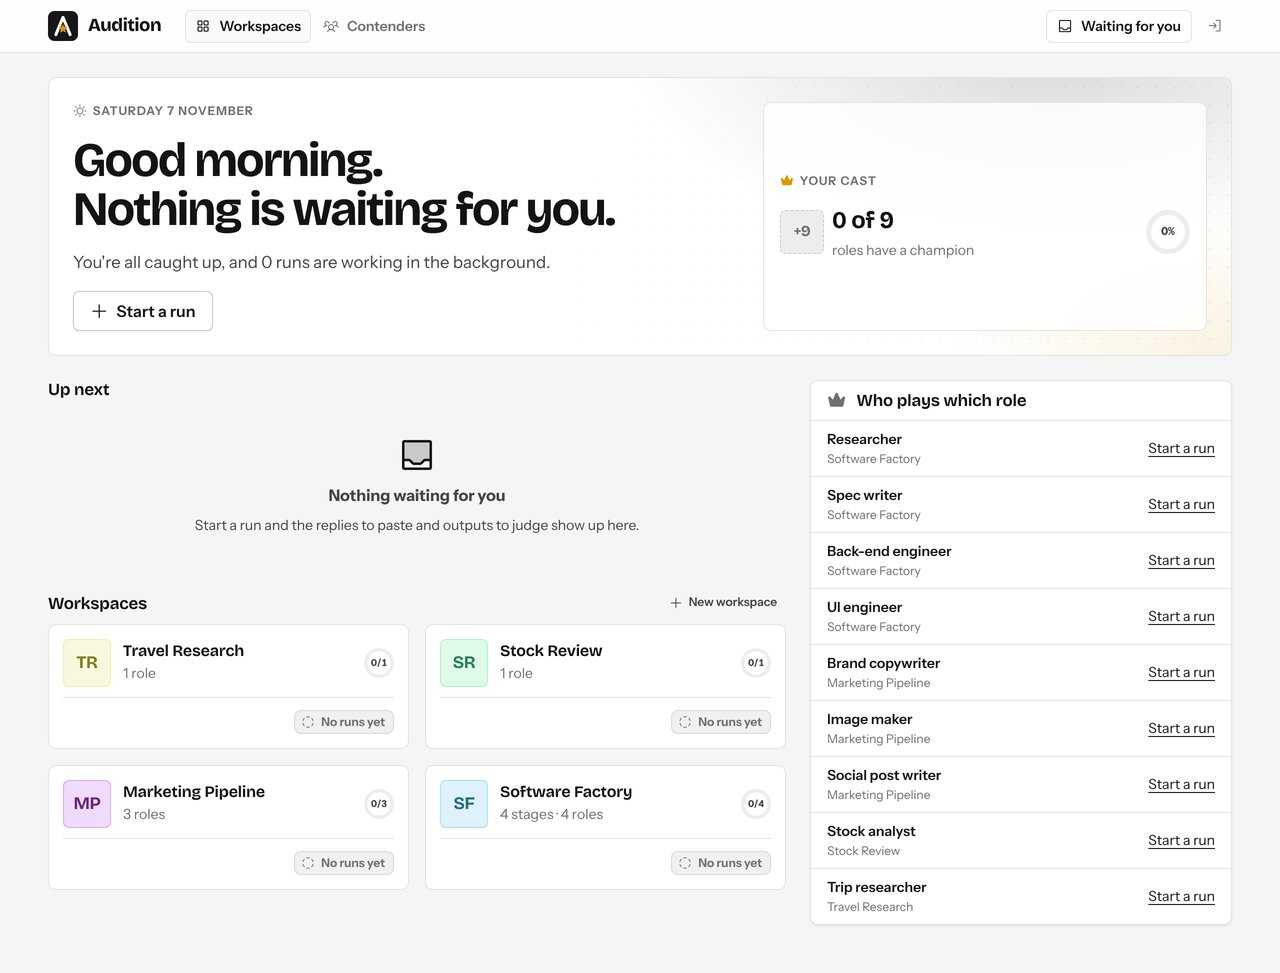 Audition
Workspaces
Contenders
Waiting for you
SATURDAY 7 NOVEMBER
Good morning.
Nothing is waiting for you.
You're all caught up, and 0 runs are working in the background.
Start a run
YOUR CAST
+9
0 of 9
roles have a champion
0%
Up next
Nothing waiting for you
Start a run and the replies to paste and outputs to judge show up here.
Workspaces
New workspace
TR
Travel Research
1 role
0/1
No runs yet
SR
Stock Review
1 role
0/1
No runs yet
MP
Marketing Pipeline
3 roles
0/3
No runs yet
SF
Software Factory
4 stages · 4 roles
0/4
No runs yet
Who plays which role
Researcher
Software Factory
Start a run
Spec writer
Software Factory
Start a run
Back-end engineer
Software Factory
Start a run
UI engineer
Software Factory
Start a run
Brand copywriter
Marketing Pipeline
Start a run
Image maker
Marketing Pipeline
Start a run
Social post writer
Marketing Pipeline
Start a run
Stock analyst
Stock Review
Start a run
Trip researcher
Travel Research
Start a run